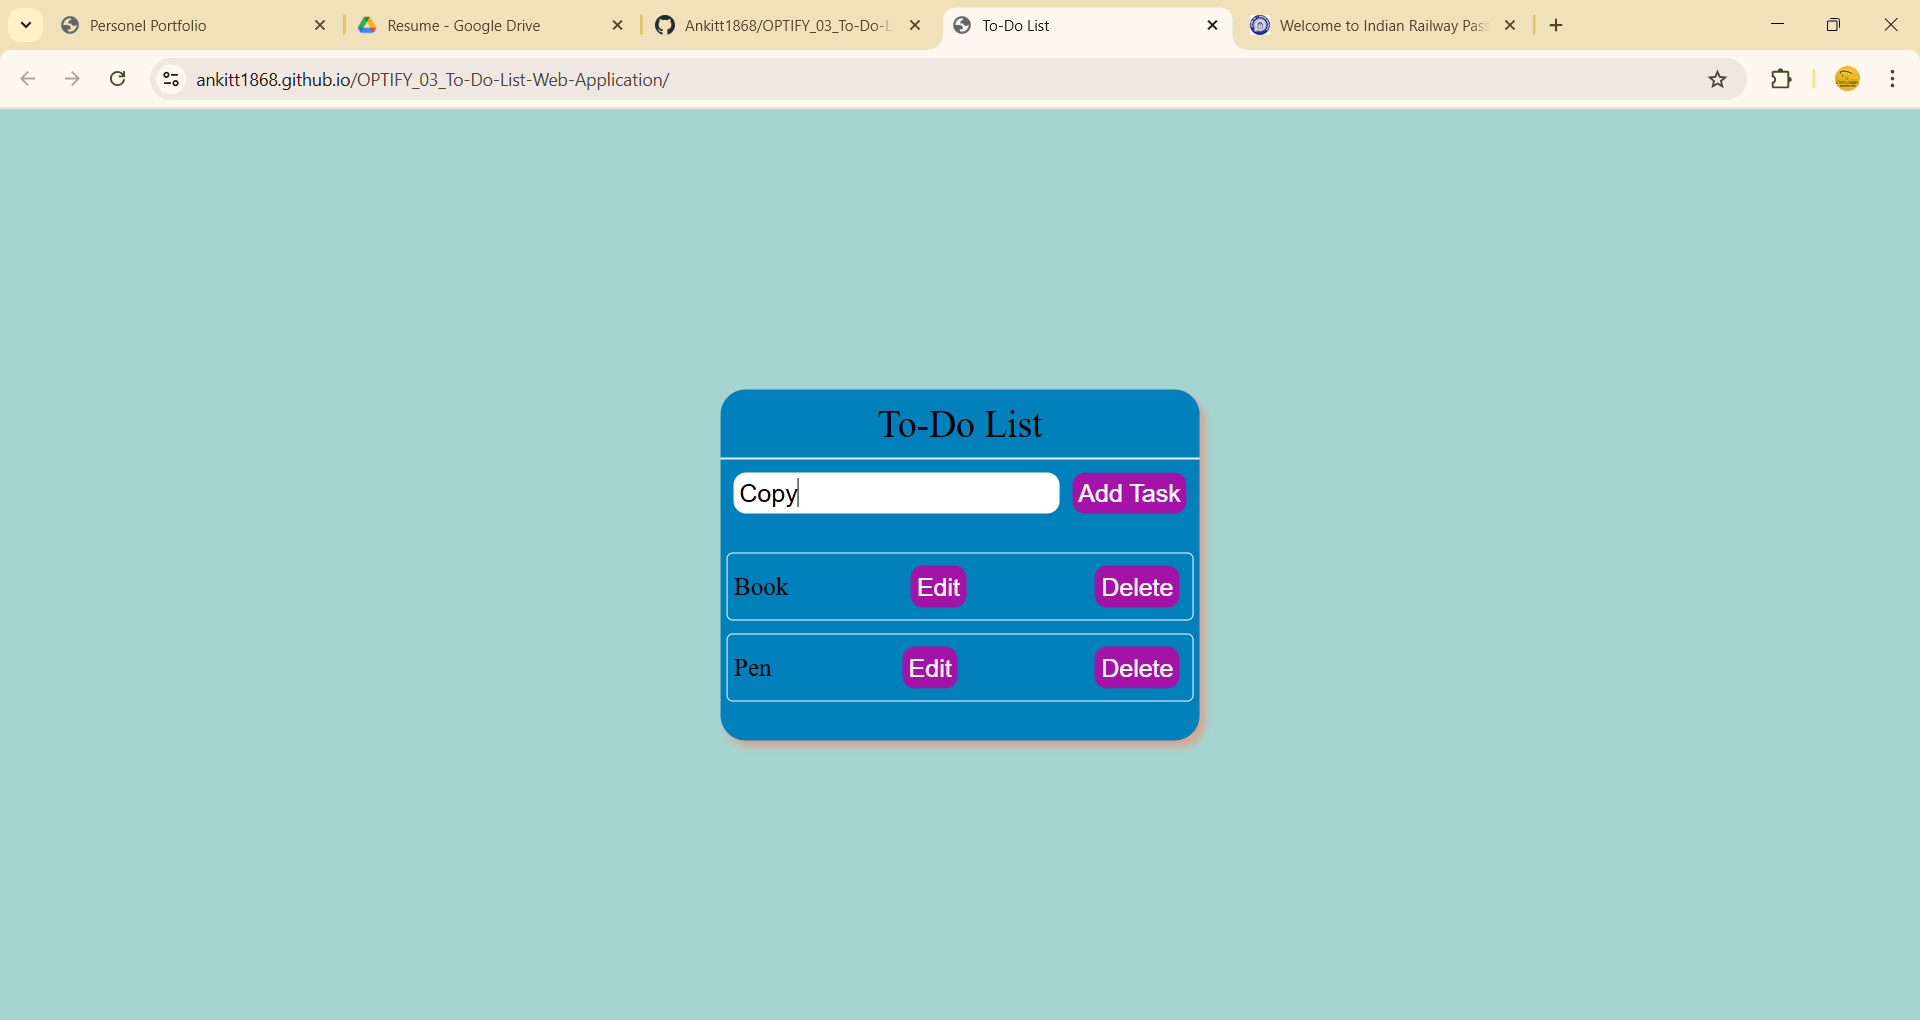 Personel Portfolio
Resume - Google Drive
Ankitt1868/OPTIFY_03_To-Do-L
To-Do List
Welcome to Indian Railway Pas
ankitt1868.github.io/OPTIFY_03_To-Do-List-Web-Application/
To-Do List
Copy Add Task
Book Edit Delete
Pen Edit Delete